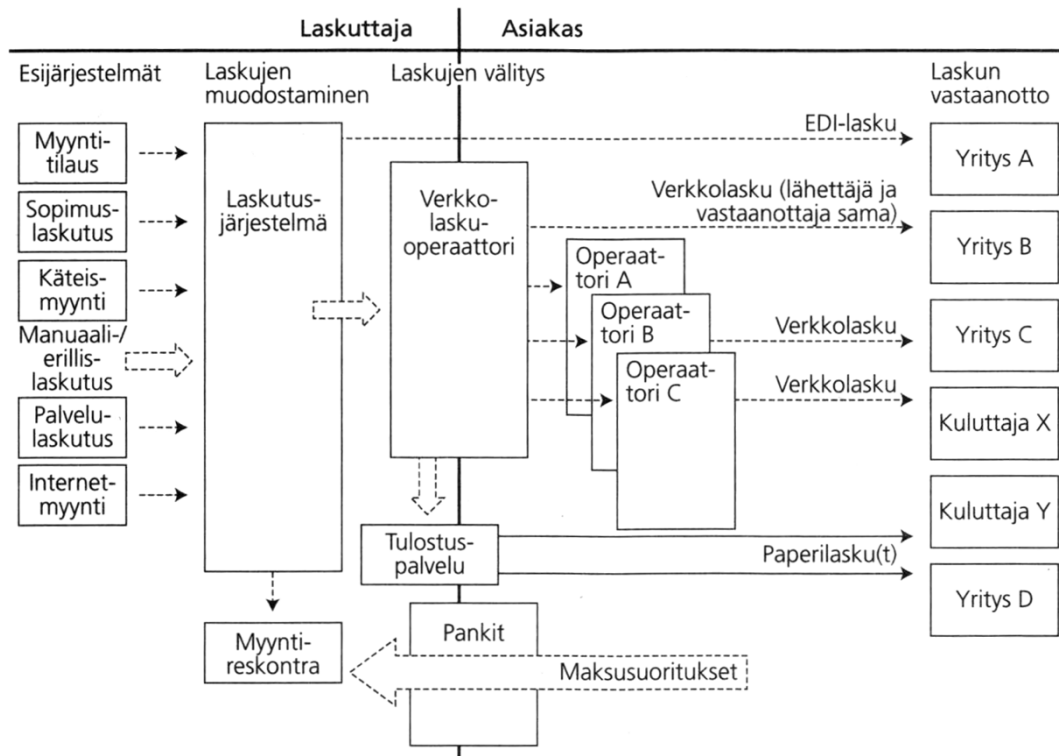 Laskuttaja
Asiakas
Esijärjestelmät
Laskujen
muodostaminen
Laskujen välitys
Laskun
vastaanotto
Myynti-
tilaus
Sopimus-
laskutus
Käteis-
myynti
Manuaali-/
erillis-
laskutus
Palvelu-
laskutus
Internet-
myynti
Laskutus-
järjestelmä
Verkko-
lasku-
operaattori
EDI-lasku
Verkkolasku (lähettäjä ja
vastaanottaja sama)
Operaat-
tori A
Operaat-
tori B
Operaat-
tori C
Verkkolasku
Verkkolasku
Yritys A
Yritys B
Yritys C
Kuluttaja X
Kuluttaja Y
Yritys D
Tulostus-
palvelu
Paperilasku(t)
Myynti-
reskontra
Pankit
Maksusuoritukset